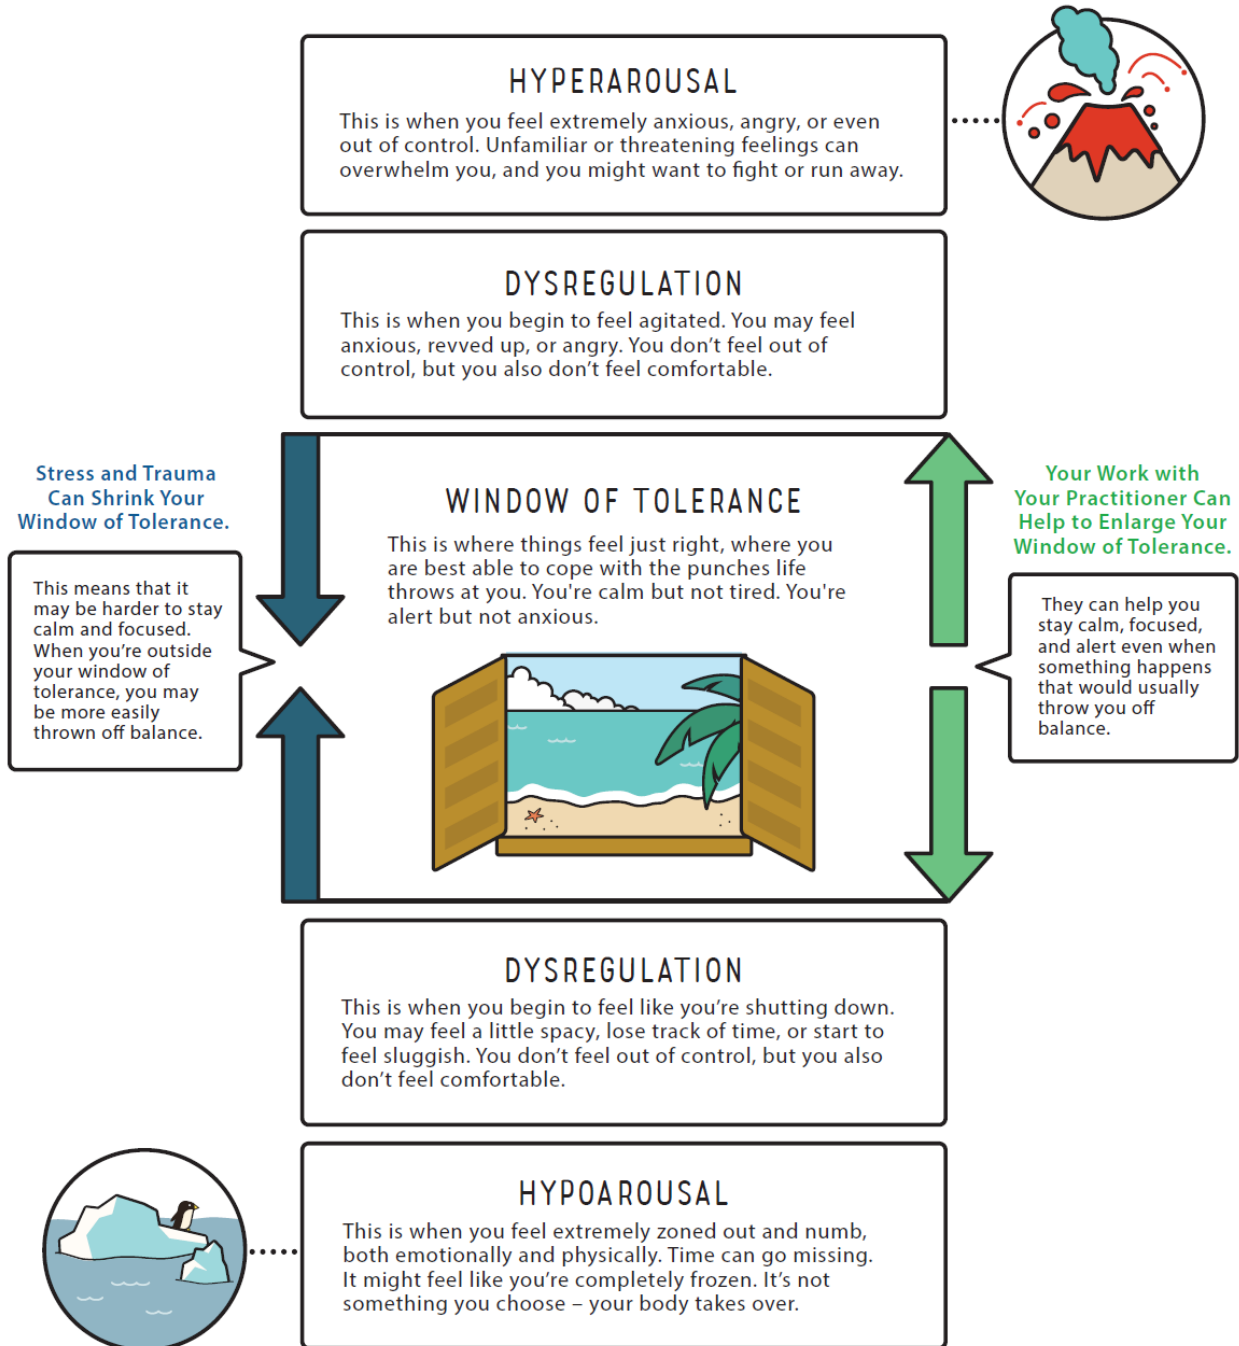 HYPERAROUSAL
This is when you feel extremely anxious, angry, or even
out of control. Unfamiliar or threatening feelings can
overwhelm you, and you might want to fight or run away.
DYSREGULATION
This is when you begin to feel agitated. You may feel
anxious, revved up, or angry. You don’t feel out of
control, but you also don’t feel comfortable.
Stress and Trauma
Can Shrink Your
Window of Tolerance.
This means that it
may be harder to stay
calm and focused.
When you’re outside
your window of
tolerance, you may
be more easily
thrown off balance.
WINDOW OF TOLERANCE
This is where things feel just right, where you
are best able to cope with the punches life
throws at you. You're calm but not tired. You're
alert but not anxious.
Your Work with
Your Practitioner Can
Help to Enlarge Your
Window of Tolerance.
They can help you
stay calm, focused,
and alert even when
something happens
that would usually
throw you off
balance.
DYSREGULATION
This is when you begin to feel like you’re shutting down.
You may feel a little spacy, lose track of time, or start to
feel sluggish. You don’t feel out of control, but you also
don’t feel comfortable.
HYPOAROUSAL
This is when you feel extremely zoned out and numb,
both emotionally and physically. Time can go missing.
It might feel like you’re completely frozen. It’s not
something you choose – your body takes over.